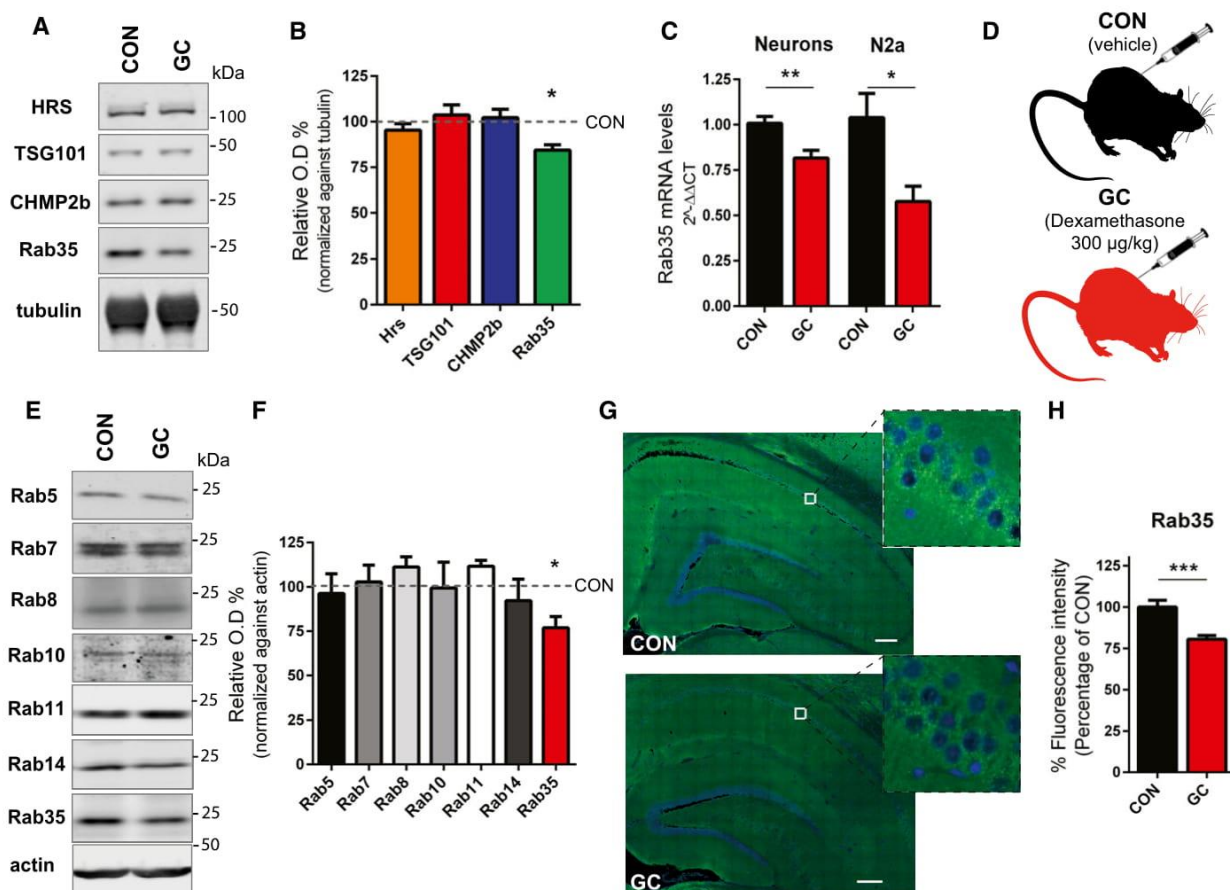 A
CON
GC
kDa
HRS
-100
TSG101
-50
CHMP2b
-25
Rab35
-25
tubulin
-50
B
Relative O.D %
(normalized against tubulin)
125
100
75
50
25
0
*
CON
Hrs
TSG101
CHMP2b
Rab35
C
Neurons
N2a
Rab35 mRNA levels
2^-ΔΔCT
1.25
1.00
0.75
0.50
0.25
0.00
**
*
CON
GC
CON
GC
D
CON
(vehicle)
GC
(Dexamethasone
300 µg/kg)
E
CON
GC
kDa
Rab5
25
Rab7
25
Rab8
25
Rab10
25
Rab11
25
Rab14
-25
Rab35
-25
50
actin
F
Relative O.D %
(normalized against actin)
125
100
75
50
25
0
*
CON
Rab5
Rab7
Rab8
Rab10
Rab11
Rab14
Rab35
G
CON
GC
H
Rab35
% Fluorescence intensity
(Percentage of CON)
125
100
75
50
25
0
***
CON
GC